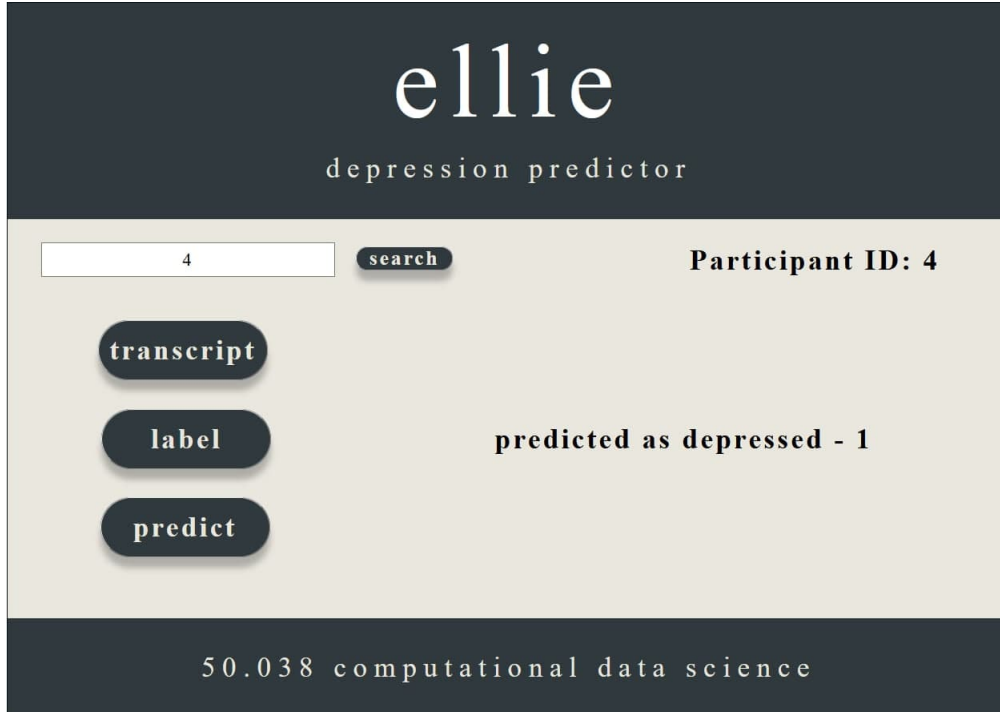 ellie
depression predictor
4 search Participant ID: 4
transcript
label predicted as depressed - 1
predict
50.038 computational data science